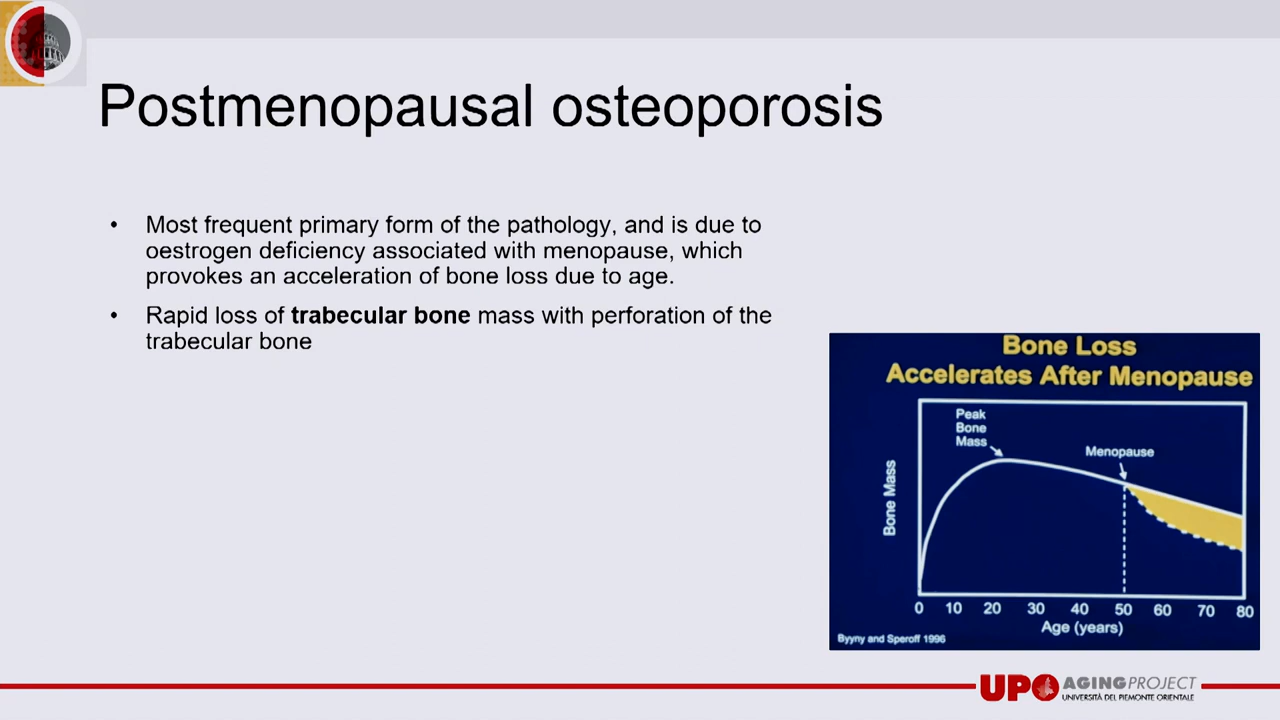 Postmenopausal osteoporosis
• Most frequent primary form of the pathology, and is due to
oestrogen deficiency associated with menopause, which
provokes an acceleration of bone loss due to age.
• Rapid loss of trabecular bone mass with perforation of the
trabecular bone
Bone Loss
Accelerates After Menopause
Peak
Bone
Mass
Menopause
Bone Mass
0 10 20 30 40 50 60 70 80
Age (years)
Byyny and Speroff 1996
UPO AGING PROJECT
UNIVERSITÀ DEL PIEMONTE ORIENTALE